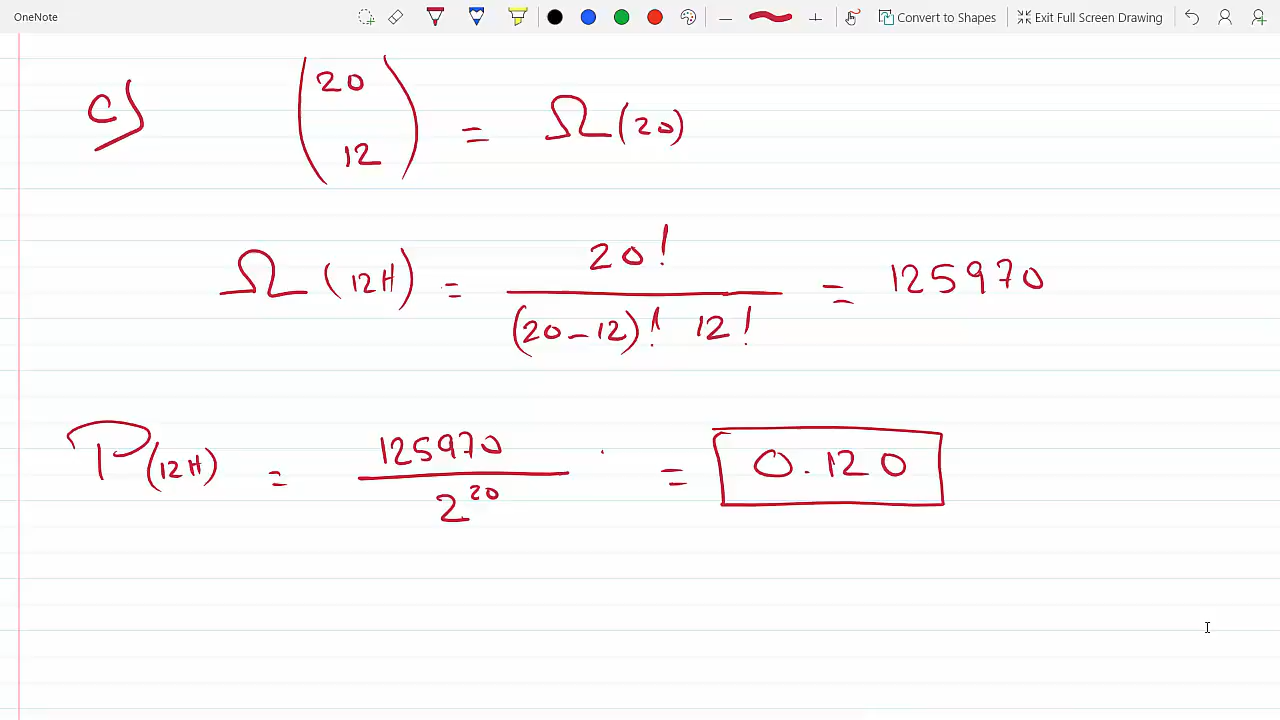 OneNote Convert to Shapes Exit Full Screen Drawing
c) (20 12) = Ω(20)
Ω(12H) = 20! / (20-12)! 12! = 125970
P(12H) = 125970 / 2^20 = 0.120